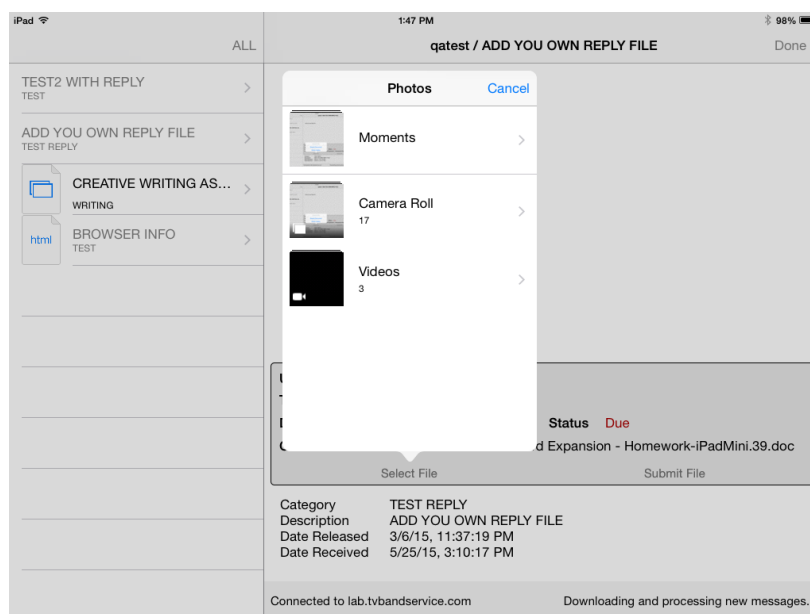 iPad 1:47 PM 98%
ALL
qatest / ADD YOU OWN REPLY FILE Done
TEST2 WITH REPLY
TEST
ADD YOU OWN REPLY FILE
TEST REPLY
CREATIVE WRITING AS...
WRITING
html
BROWSER INFO
TEST
Photos Cancel
Moments
Camera Roll
17
Videos
3
Status Due
d Expansion - Homework-iPadMini.39.doc
Select File Submit File
Category TEST REPLY
Description ADD YOU OWN REPLY FILE
Date Released 3/6/15, 11:37:19 PM
Date Received 5/25/15, 3:10:17 PM
Connected to lab.tvbandservice.com Downloading and processing new messages.